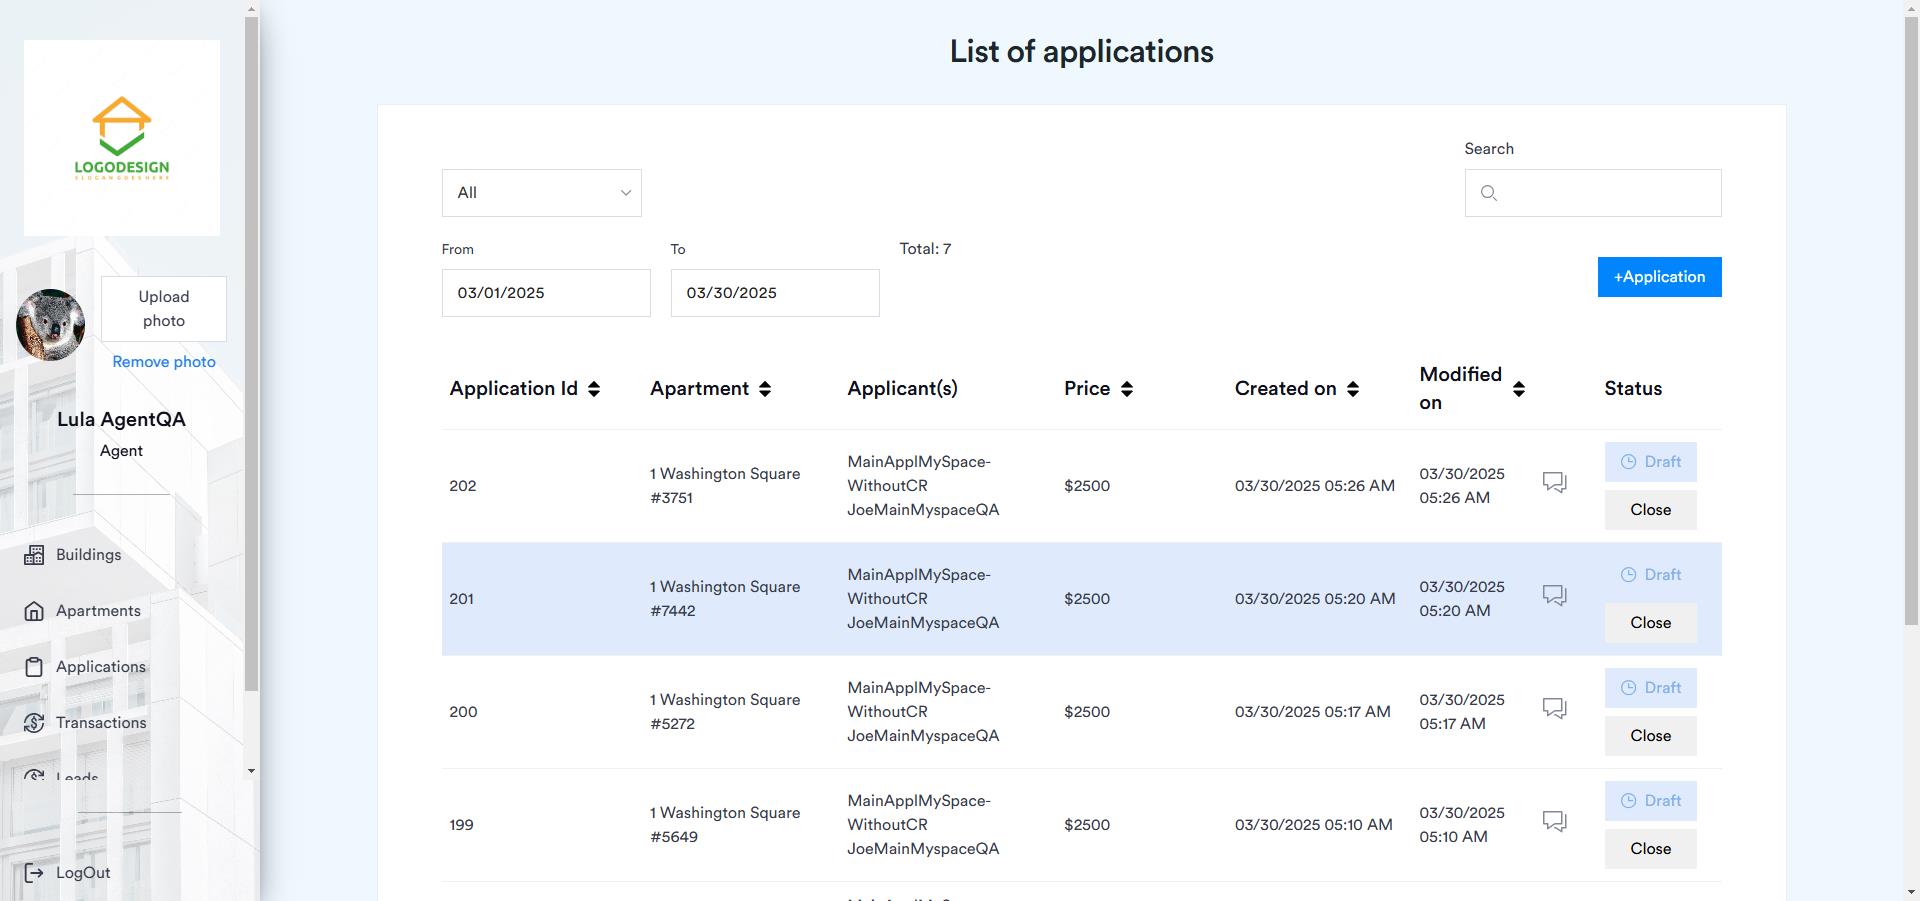 List of applications
LOGODESIGN
SLOGAN GOES HERE
Upload
photo
Remove photo
Lula AgentQA
Agent
Buildings
Apartments
Applications
Transactions
Leads
LogOut
Search
All
From
To
Total: 7
03/01/2025
03/30/2025
+Application
Application Id
Apartment
Applicant(s)
Price
Created on
Modified
on
Status
202
1 Washington Square
#3751
MainApplMySpace-
WithoutCR
JoeMainMyspaceQA
$2500
03/30/2025 05:26 AM
03/30/2025
05:26 AM
Draft
Close
201
1 Washington Square
#7442
MainApplMySpace-
WithoutCR
JoeMainMyspaceQA
$2500
03/30/2025 05:20 AM
03/30/2025
05:20 AM
Draft
Close
200
1 Washington Square
#5272
MainApplMySpace-
WithoutCR
JoeMainMyspaceQA
$2500
03/30/2025 05:17 AM
03/30/2025
05:17 AM
Draft
Close
199
1 Washington Square
#5649
MainApplMySpace-
WithoutCR
JoeMainMyspaceQA
$2500
03/30/2025 05:10 AM
03/30/2025
05:10 AM
Draft
Close